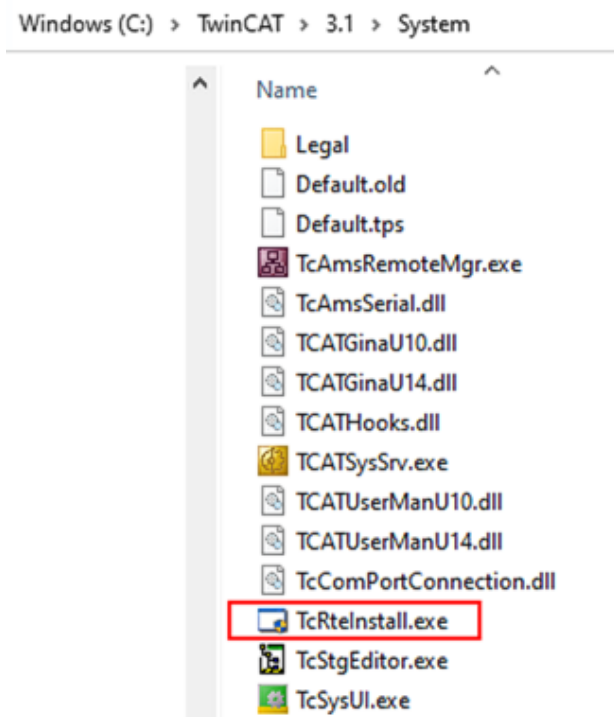 Windows (C:) > TwinCAT > 3.1 > System
Name
Legal
Default.old
Default.tps
TcAmsRemoteMgr.exe
TcAmsSerial.dll
TCATGinaU10.dll
TCATGinaU14.dll
TCATHooks.dll
TCATSysSrv.exe
TCATUserManU10.dll
TCATUserManU14.dll
TcComPortConnection.dll
TcRteInstall.exe
TcStgEditor.exe
TcSysUI.exe